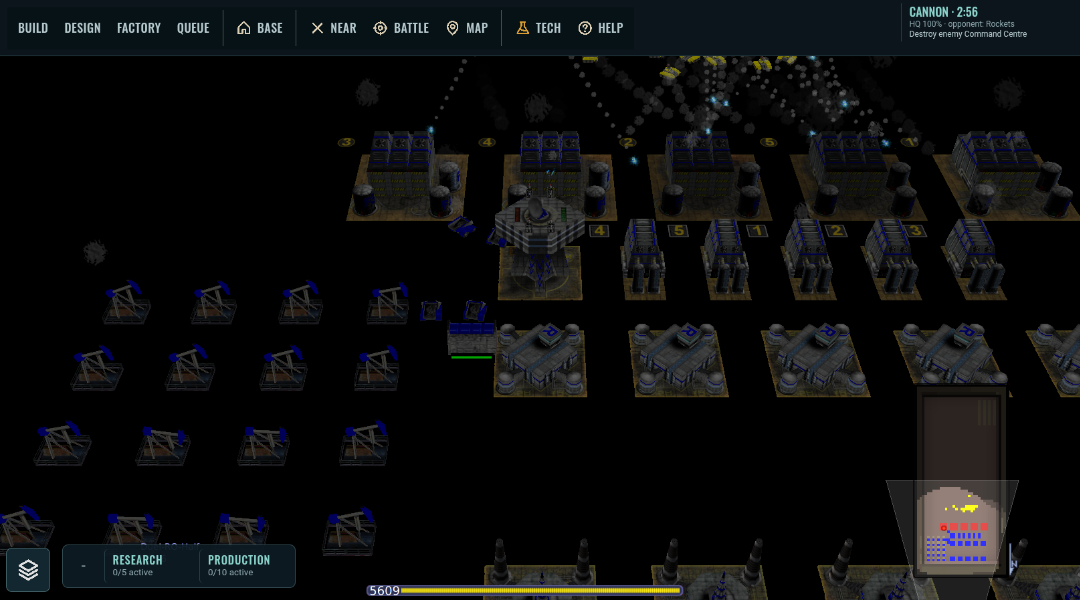 BUILD DESIGN FACTORY QUEUE BASE NEAR BATTLE MAP TECH HELP
CANNON · 2:56
HQ 100% · opponent: Rockets
Destroy enemy Command Centre
3 4 2 5 1
4 5 1 2 3
RESEARCH
0/5 active
PRODUCTION
0/10 active
5609